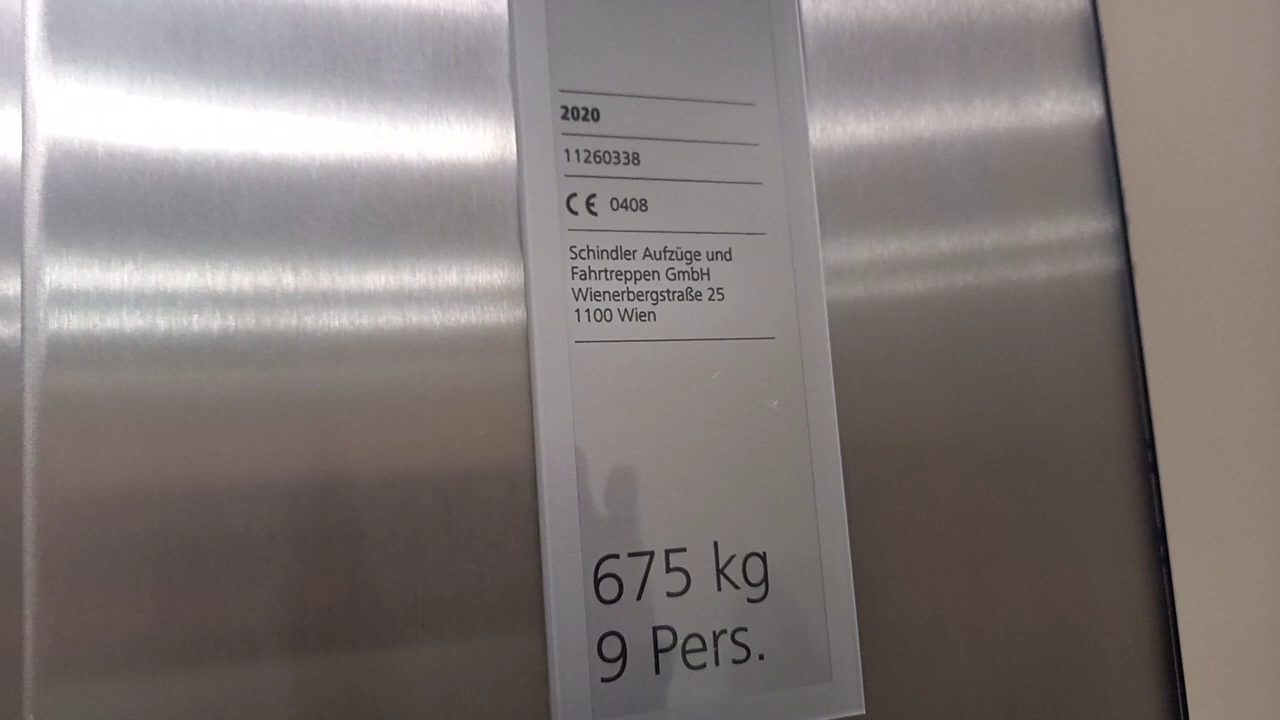 2020
11260338
CE 0408
Schindler Aufzüge und
Fahrtreppen GmbH
Wienerbergstraße 25
1100 Wien
675 kg
9 Pers.